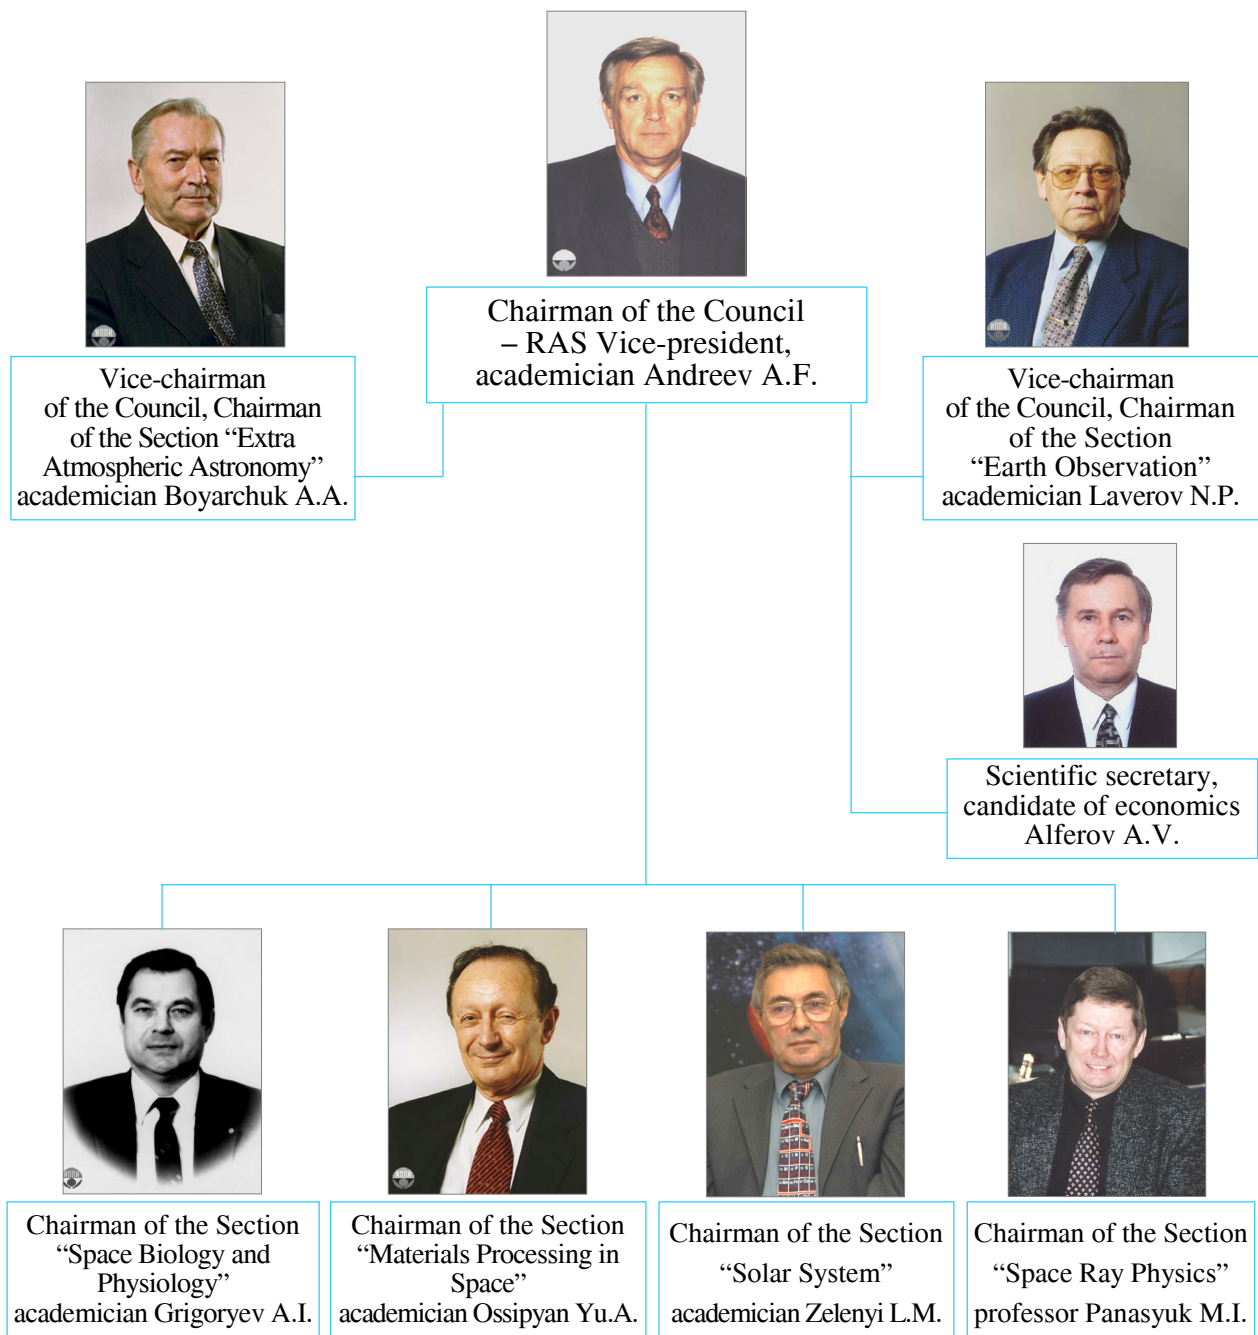 Chairman of the Council
– RAS Vice-president,
academician Andreev A.F.
Vice-chairman
of the Council, Chairman
of the Section “Extra
Atmospheric Astronomy”
academician Boyarchuk A.A.
Vice-chairman
of the Council, Chairman
of the Section
“Earth Observation”
academician Laverov N.P.
Scientific secretary,
candidate of economics
Alferov A.V.
Chairman of the Section
“Space Biology and
Physiology”
academician Grigoryev A.I.
Chairman of the Section
“Materials Processing in
Space”
academician Ossipyan Yu.A.
Chairman of the Section
“Solar System”
academician Zelenyi L.M.
Chairman of the Section
“Space Ray Physics”
professor Panasyuk M.I.